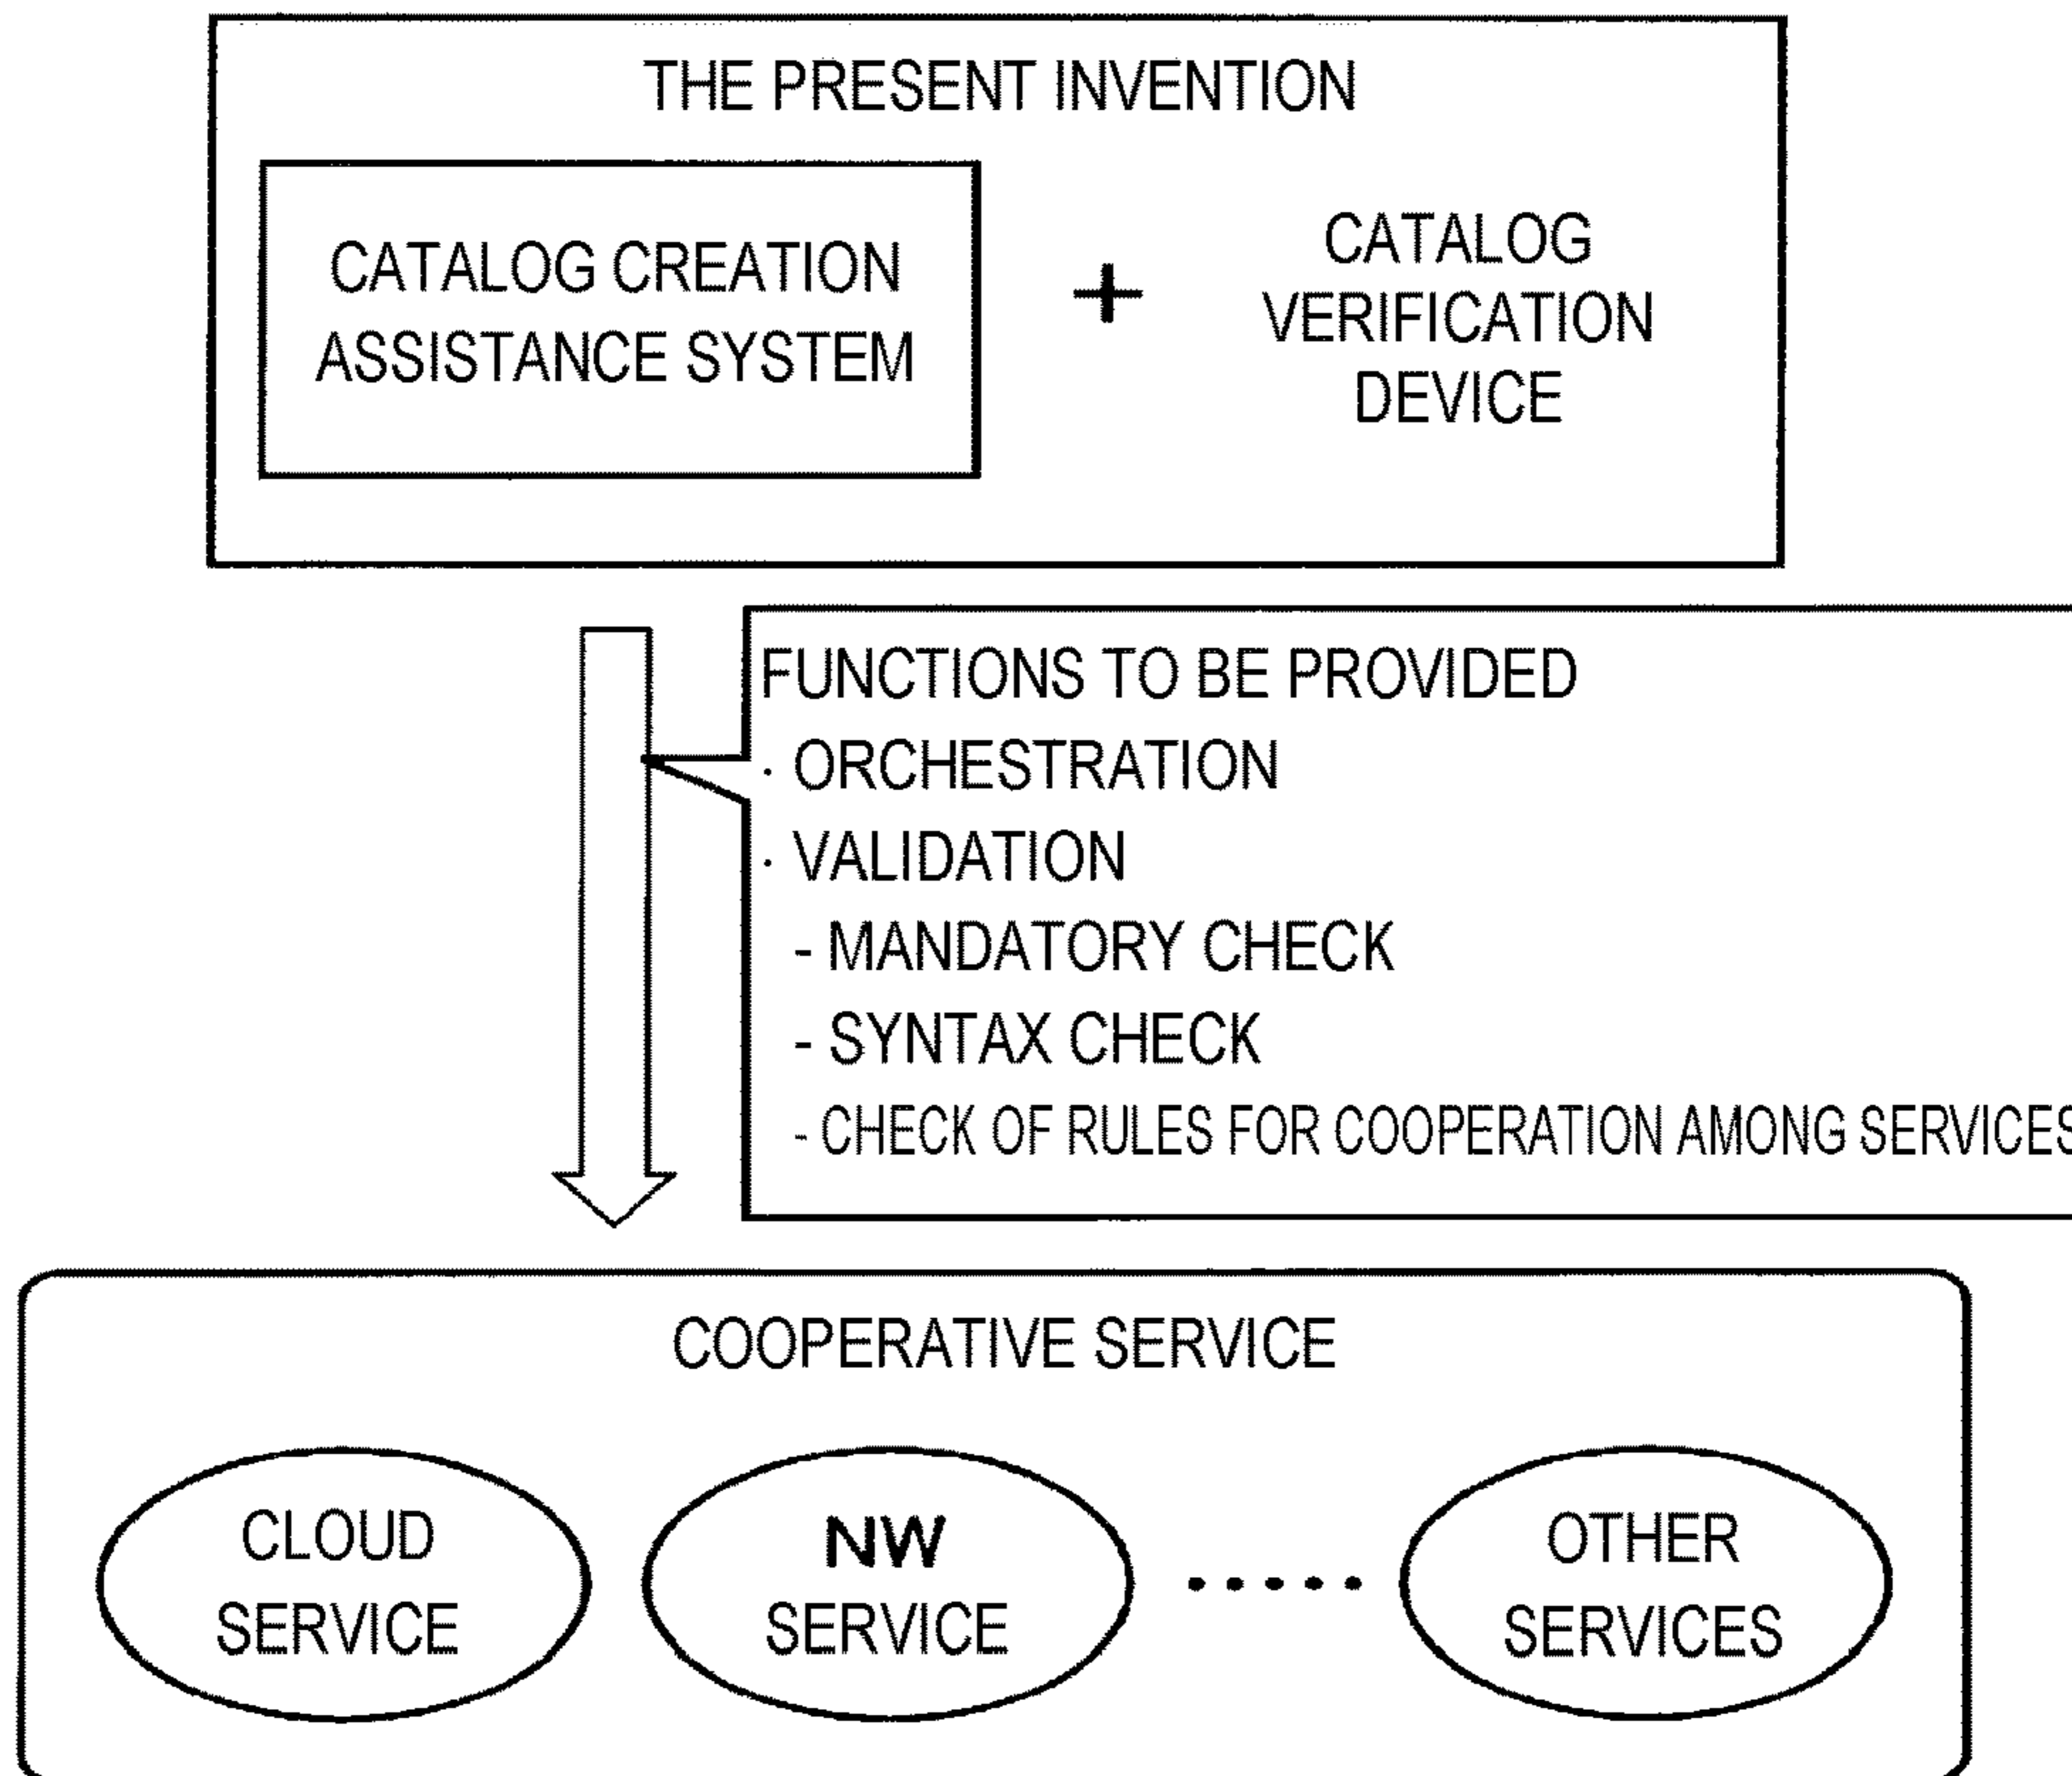 THE PRESENT INVENTION
CATALOG CREATION
ASSISTANCE SYSTEM
+
CATALOG
VERIFICATION
DEVICE
FUNCTIONS TO BE PROVIDED
· ORCHESTRATION
· VALIDATION
- MANDATORY CHECK
- SYNTAX CHECK
- CHECK OF RULES FOR COOPERATION AMONG SERVICES
COOPERATIVE SERVICE
CLOUD
SERVICE
NW
SERVICE
.....
OTHER
SERVICES